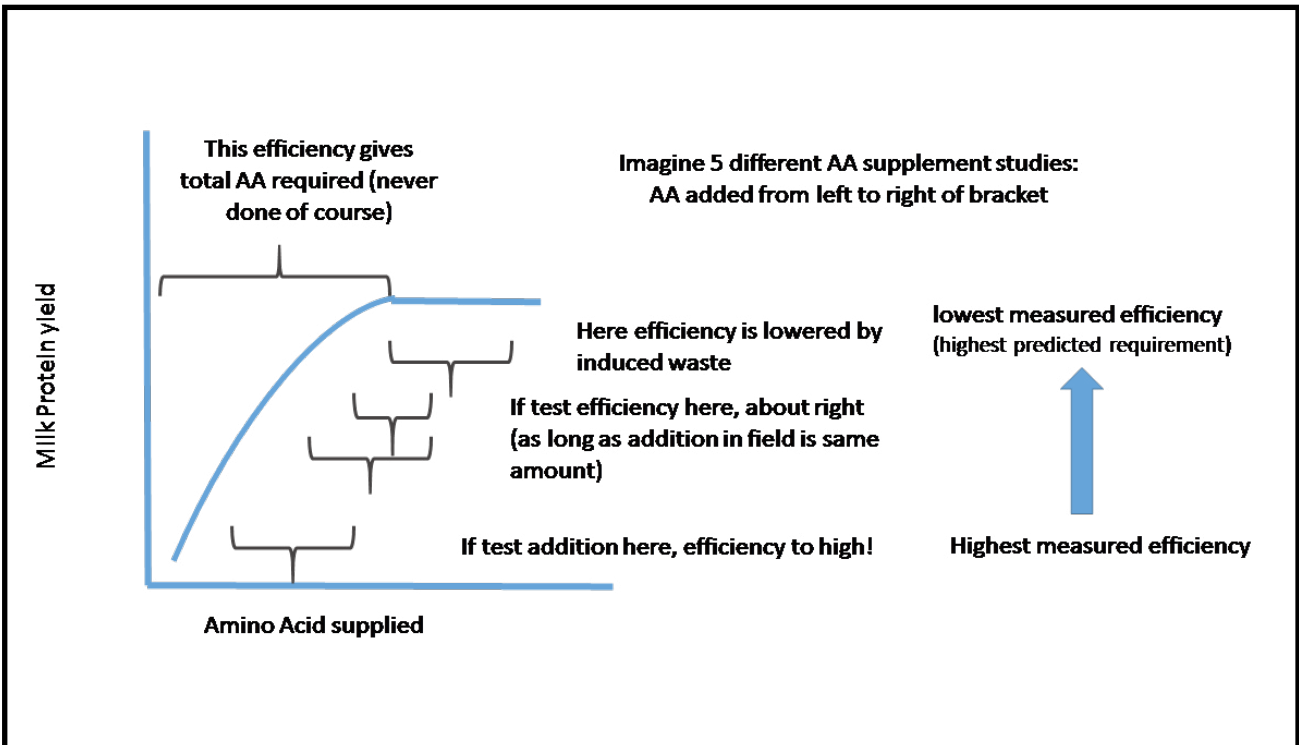 This efficiency gives
total AA required (never
done of course)
Imagine 5 different AA supplement studies:
AA added from left to right of bracket
Milk Protein yield
Here efficiency is lowered by
induced waste
lowest measured efficiency
(highest predicted requirement)
If test efficiency here, about right
(as long as addition in field is same
amount)
If test addition here, efficiency to high!
Highest measured efficiency
Amino Acid supplied